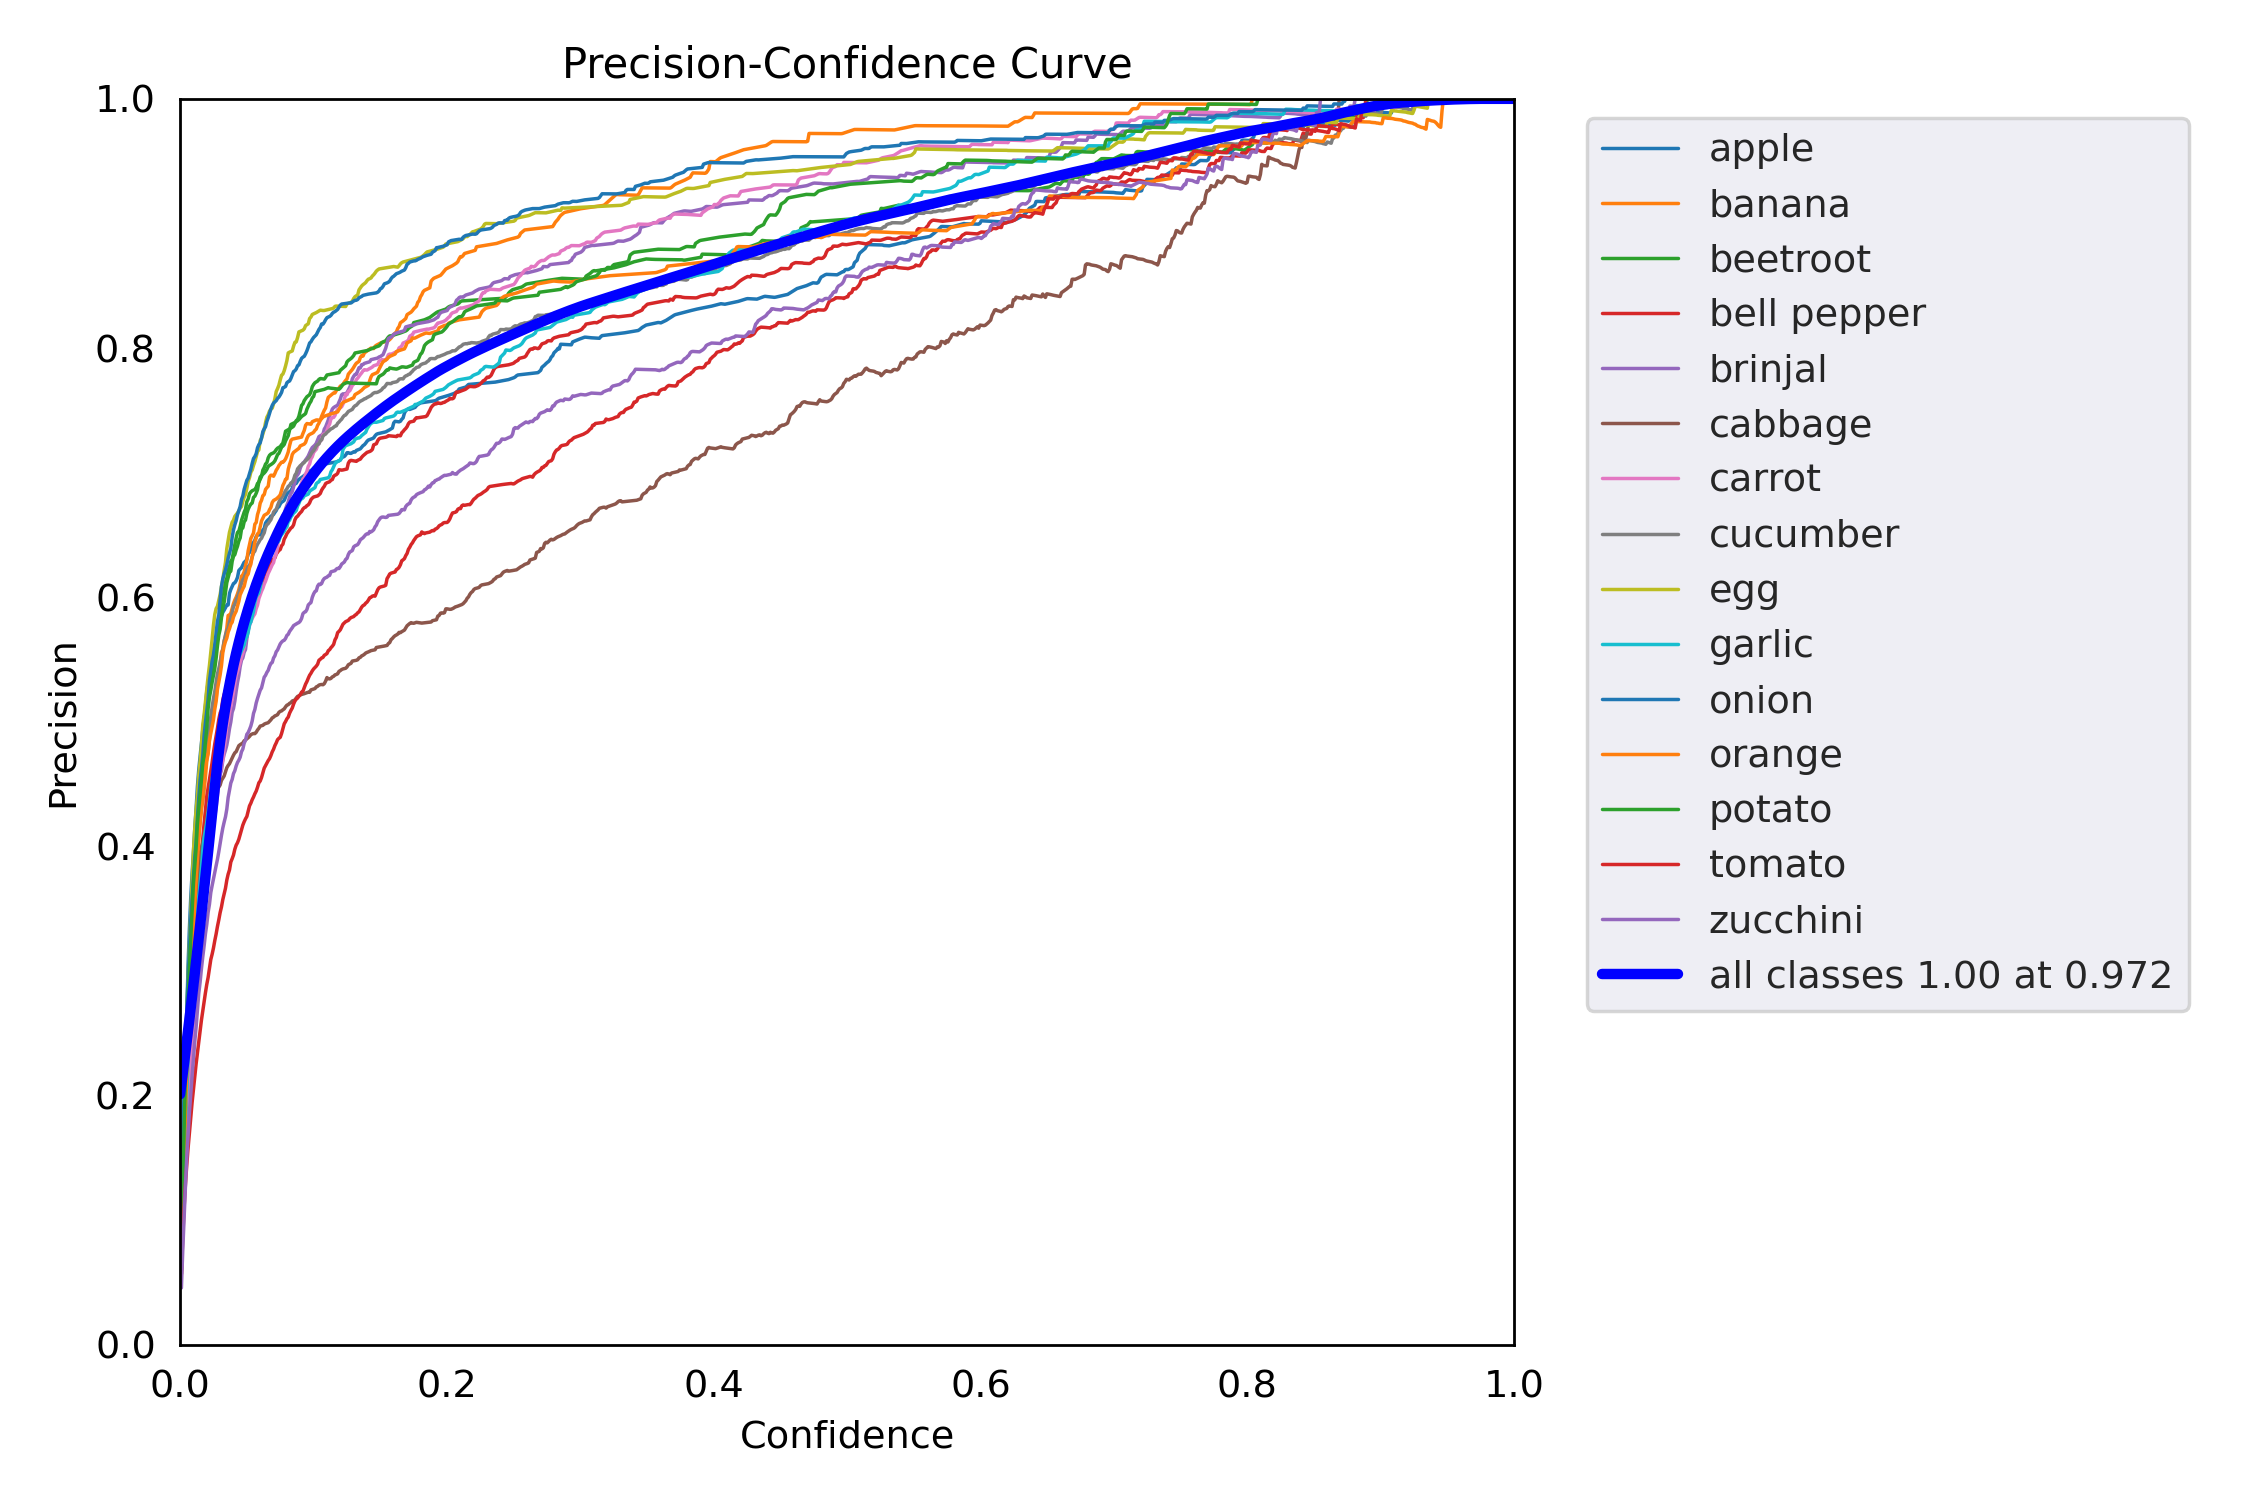 Precision-Confidence Curve
1.0
0.8
0.6
0.4
0.2
0.0
Precision
0.0 0.2 0.4 0.6 0.8 1.0
Confidence
apple
banana
beetroot
bell pepper
brinjal
cabbage
carrot
cucumber
egg
garlic
onion
orange
potato
tomato
zucchini
all classes 1.00 at 0.972